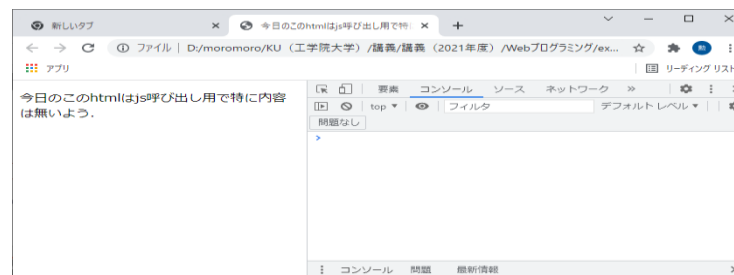 新しいタブ
今日のこのhtmlはjs呼び出し用で特
ファイル | D:/moromoro/KU（工学院大学）/講義/講義（2021年度）/Webプログラミング/ex...
アプリ
リーディング リスト
今日のこのhtmlはjs呼び出し用で特に内容
は無いよう．
要素 コンソール ソース ネットワーク »
top ▼ フィルタ デフォルト レベル ▼
問題なし
>
コンソール 問題 最新情報